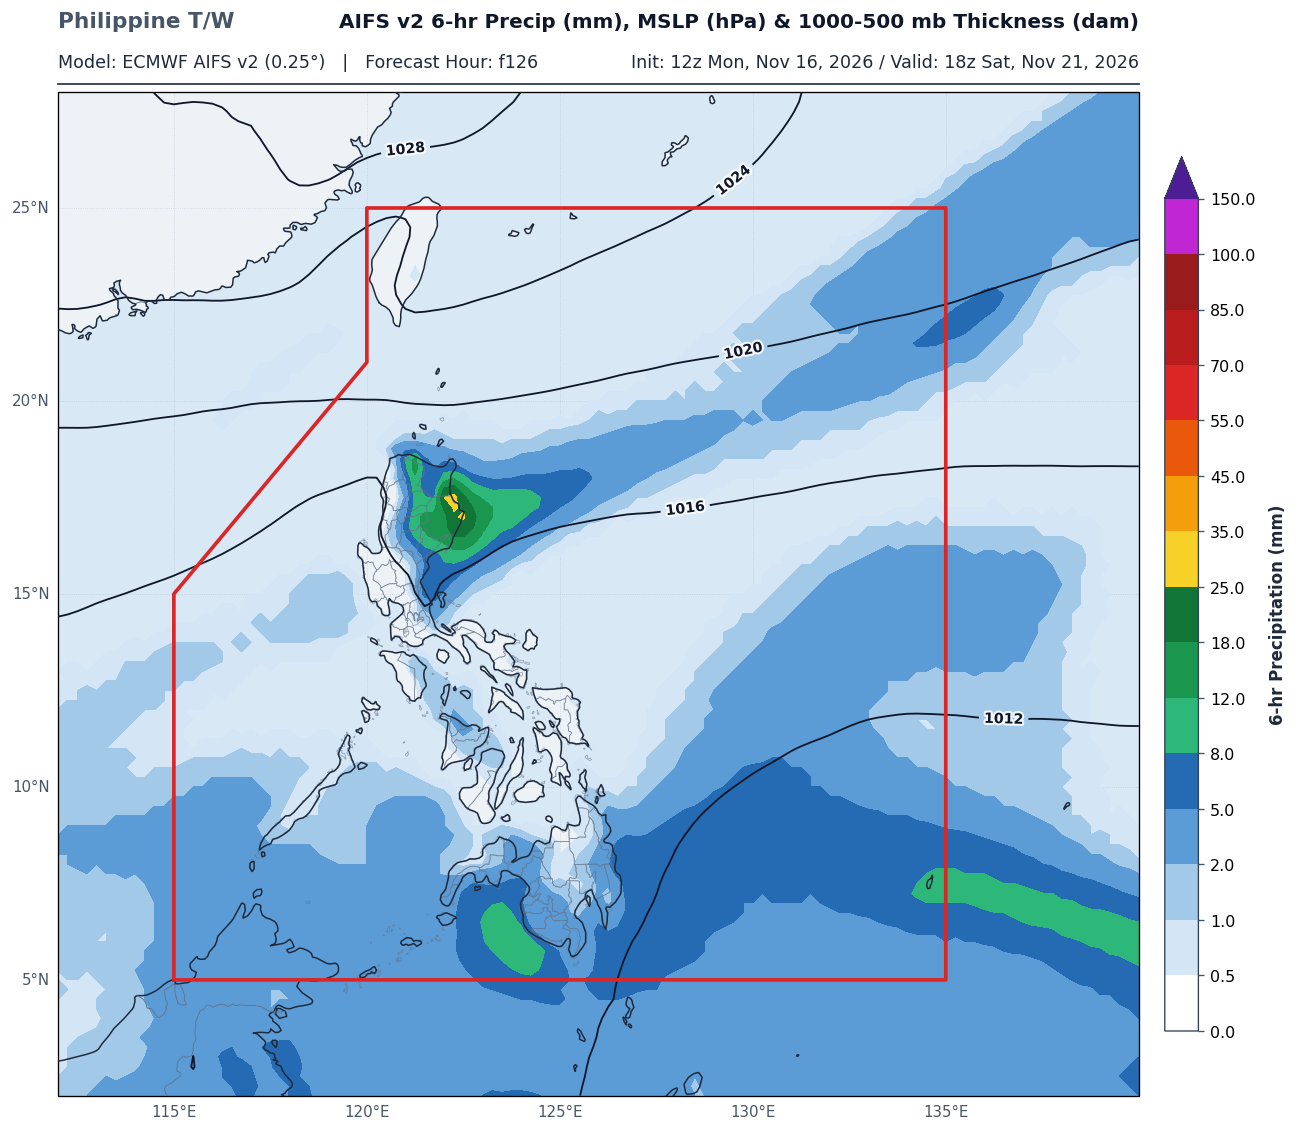 Philippine T/W
AIFS v2 6-hr Precip (mm), MSLP (hPa) & 1000-500 mb Thickness (dam)
Model: ECMWF AIFS v2 (0.25°)   |   Forecast Hour: f126
Init: 12z Mon, Nov 16, 2026 / Valid: 18z Sat, Nov 21, 2026
1028
1024
1020
1016
1012
25°N
20°N
15°N
10°N
5°N
115°E
120°E
125°E
130°E
135°E
150.0
100.0
85.0
70.0
55.0
45.0
35.0
25.0
18.0
12.0
8.0
5.0
2.0
1.0
0.5
0.0
6-hr Precipitation (mm)